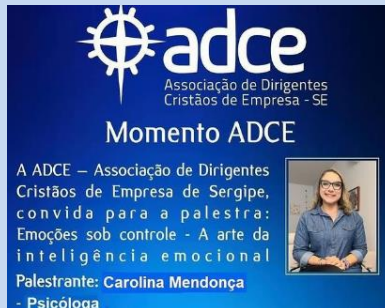 adce
Associação de Dirigentes
Cristãos de Empresa - SE
Momento ADCE
A ADCE – Associação de Dirigentes
Cristãos de Empresa de Sergipe,
convida para a palestra:
Emoções sob controle - A arte da
inteligência emocional
Palestrante: Carolina Mendonça
- Psicóloga